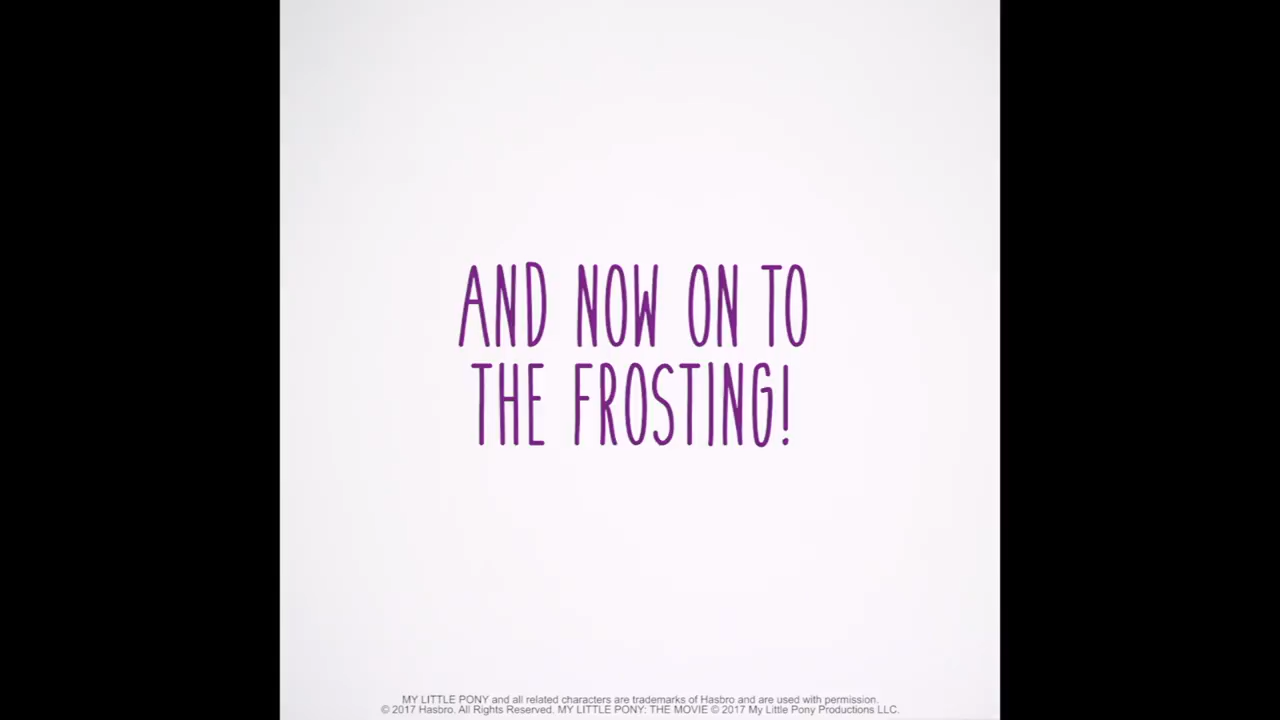 AND NOW ON TO
THE FROSTING!
MY LITTLE PONY and all related characters are trademarks of Hasbro and are used with permission.
© 2017 Hasbro. All Rights Reserved. MY LITTLE PONY: THE MOVIE © 2017 My Little Pony Productions LLC.